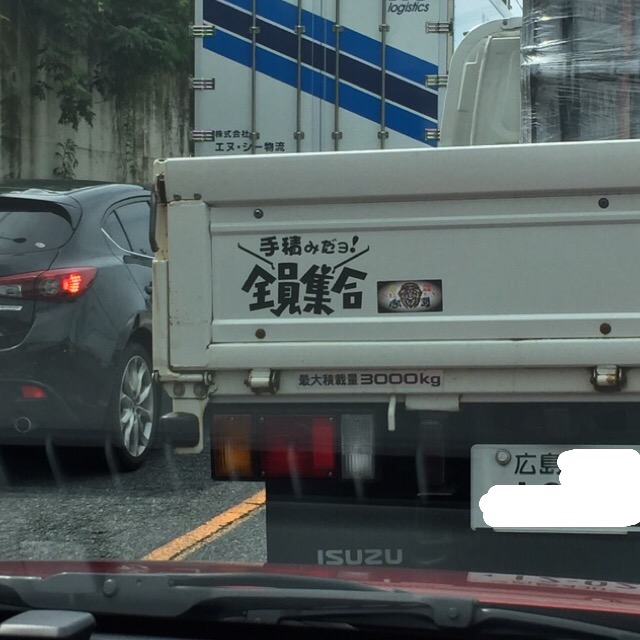 logistics
株式会社
エヌ・シー物流
手積みだョ!
全員集合
最大積載量3000kg
広島
ISUZU